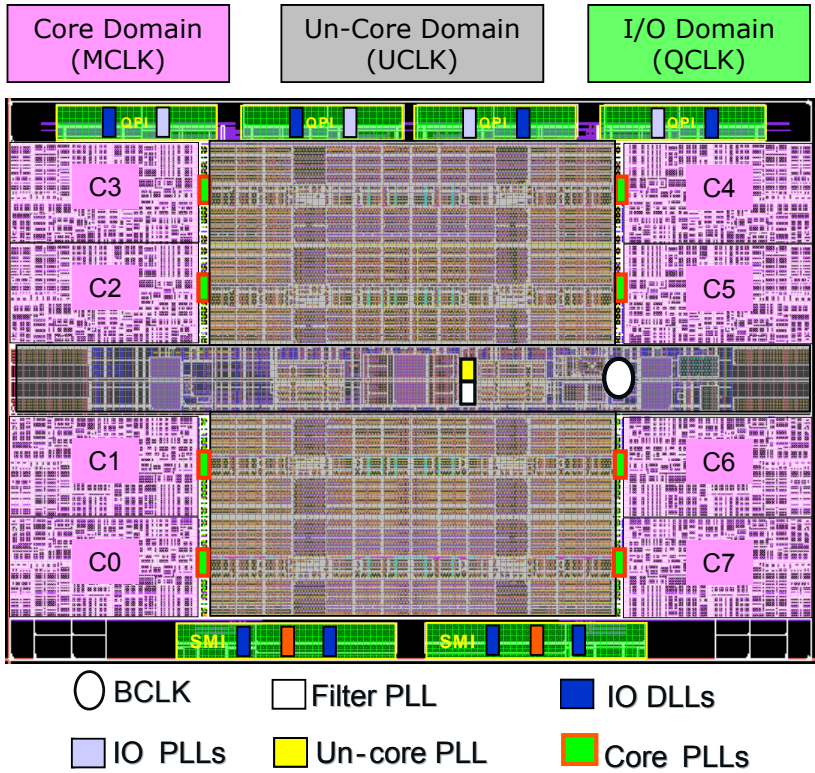 Core Domain
(MCLK)
Un-Core Domain
(UCLK)
I/O Domain
(QCLK)
QPI QPI QPI QPI
C3 C4
C2 C5
C1 C6
C0 C7
SMI SMI
BCLK Filter PLL IO DLLs
IO PLLs Un-core PLL Core PLLs